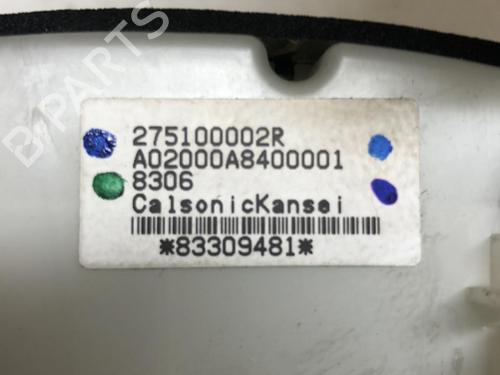 B-PARTS
275100002R
A02000A8400001
8306
CalsonicKansei
*83309481*